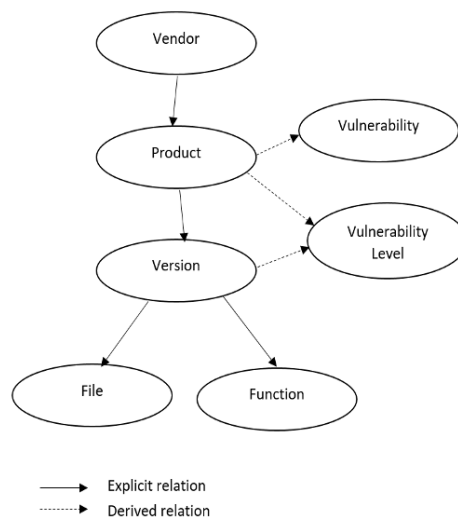 Vendor
Product
Vulnerability
Vulnerability
Level
Version
File
Function
Explicit relation
Derived relation